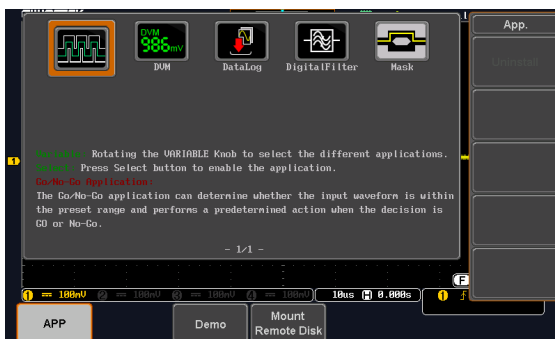 App.
DVM
986mV
DVM
DataLog
DigitalFilter
Mask
Uninstall
Variable: Rotating the VARIABLE Knob to select the different applications.
Select: Press Select button to enable the application.
Go/No-Go Application:
The Go/No-Go application can determine whether the input waveform is within
the preset range and performs a predetermined action when the decision is
GO or No-Go.
- 1/1 -
1
F
1 100mV 2 100mV 3 100mV 4 100mV 10us H 0.000s 1
APP
Demo
Mount
Remote Disk